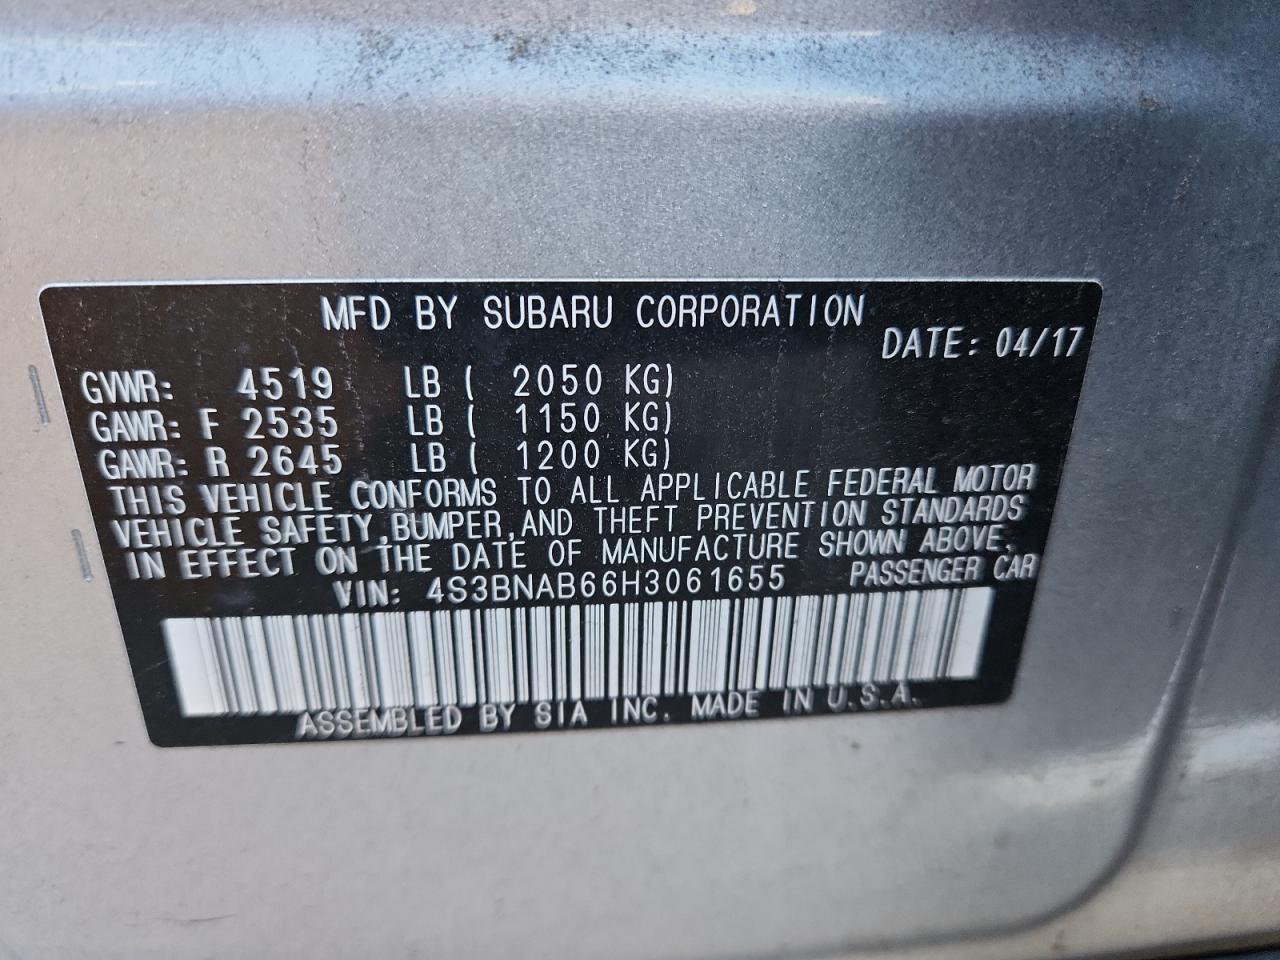 MFD BY SUBARU CORPORATION
DATE: 04/17
GVWR: 4519 LB ( 2050 KG)
GAWR: F 2535 LB ( 1150 KG)
GAWR: R 2645 LB ( 1200 KG)
THIS VEHICLE CONFORMS TO ALL APPLICABLE FEDERAL MOTOR
VEHICLE SAFETY,BUMPER,AND THEFT PREVENTION STANDARDS
IN EFFECT ON THE DATE OF MANUFACTURE SHOWN ABOVE.
VIN: 4S3BNAB66H3061655 PASSENGER CAR
ASSEMBLED BY SIA INC. MADE IN U.S.A.